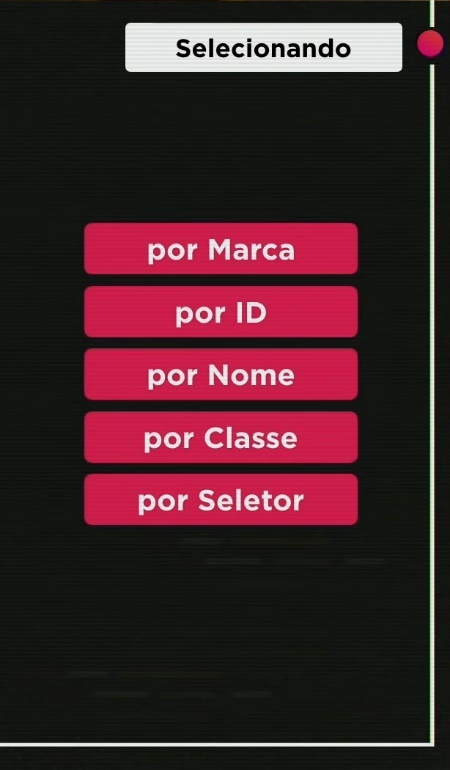 Selecionando
por Marca
por ID
por Nome
por Classe
por Seletor